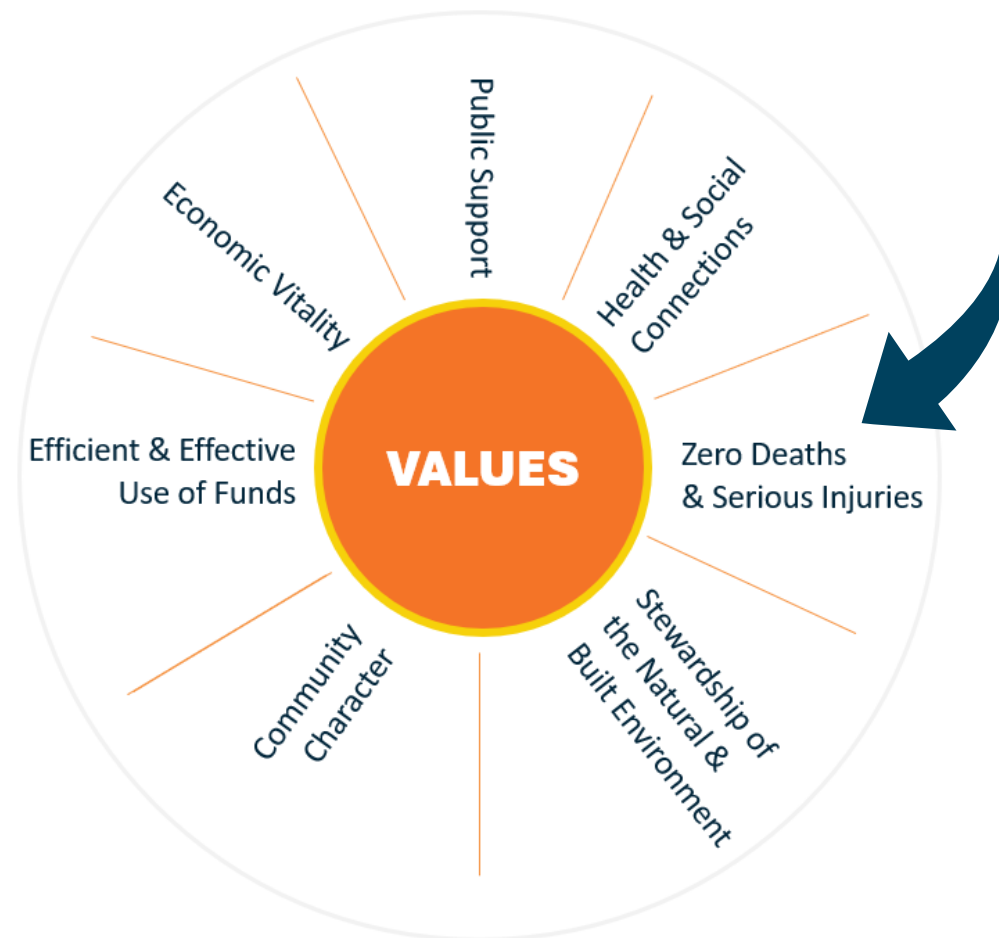 Public Support
Health & Social
Connections
Zero Deaths
& Serious Injuries
Stewardship of
the Natural &
Built Environment
Community
Character
Efficient & Effective
Use of Funds
Economic Vitality
VALUES